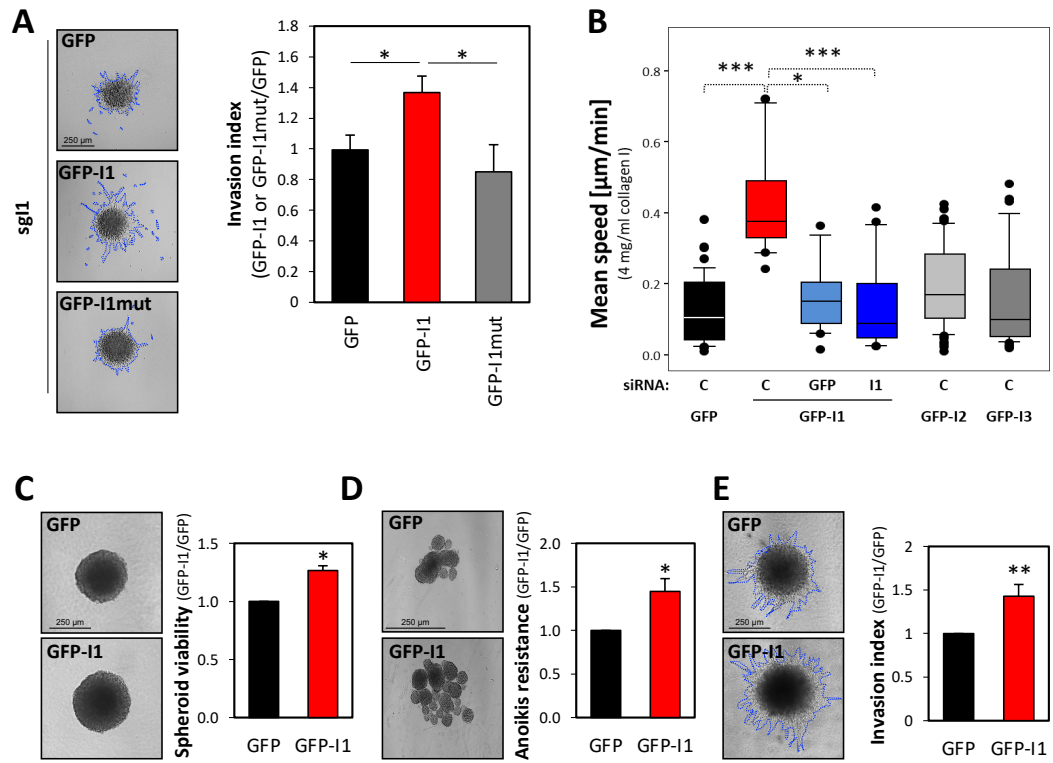 A
GFP
250 µm
GFP-I1
GFP-I1mut
sgI1
Invasion index
(GFP-I1 or GFP-I1mut/GFP)
1.8
1.6
1.4
1.2
1
0.8
0.6
0.4
0.2
0
*
*
GFP
GFP-I1
GFP-I1mut
B
Mean speed [µm/min]
(4 mg/ml collagen I)
0.8
0.6
0.4
0.2
0.0
***
***
*
siRNA: C C GFP I1 C C
GFP GFP-I1 GFP-I2 GFP-I3
C
GFP
250 µm
GFP-I1
Spheroid viability (GFP-I1/GFP)
1.5
1.0
0.5
0.0
*
GFP GFP-I1
D
GFP
250 µm
GFP-I1
Anoikis resistance (GFP-I1/GFP)
2.0
1.5
1.0
0.5
0.0
*
GFP GFP-I1
E
GFP
250 µm
GFP-I1
Invasion index (GFP-I1/GFP)
2
1.5
1
0.5
0
**
GFP GFP-I1